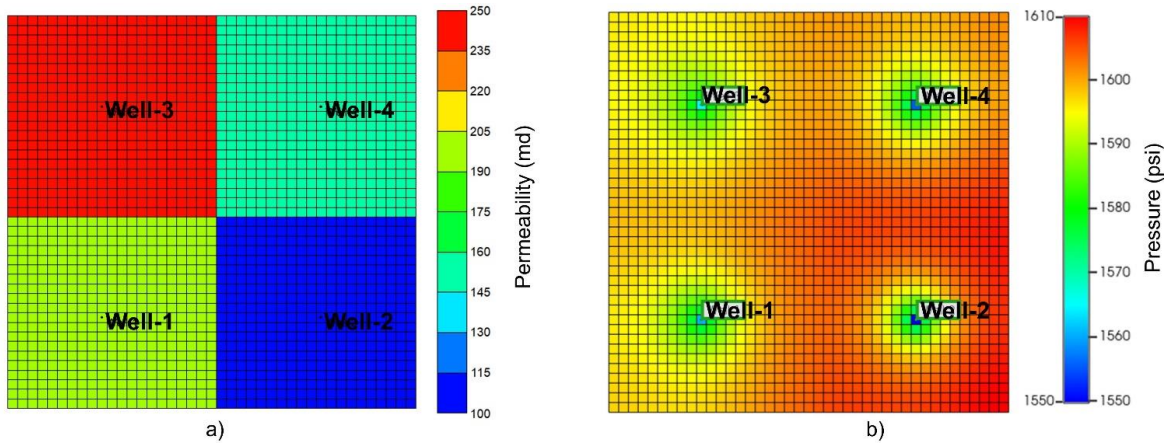 Well-3
Well-4
Well-1
Well-2
250
235
220
205
190
175
160
145
130
115
100
Permeability (md)
a)
Well-3
Well-4
Well-1
Well-2
1610
1600
1590
1580
1570
1560
1550
1550
Pressure (psi)
b)